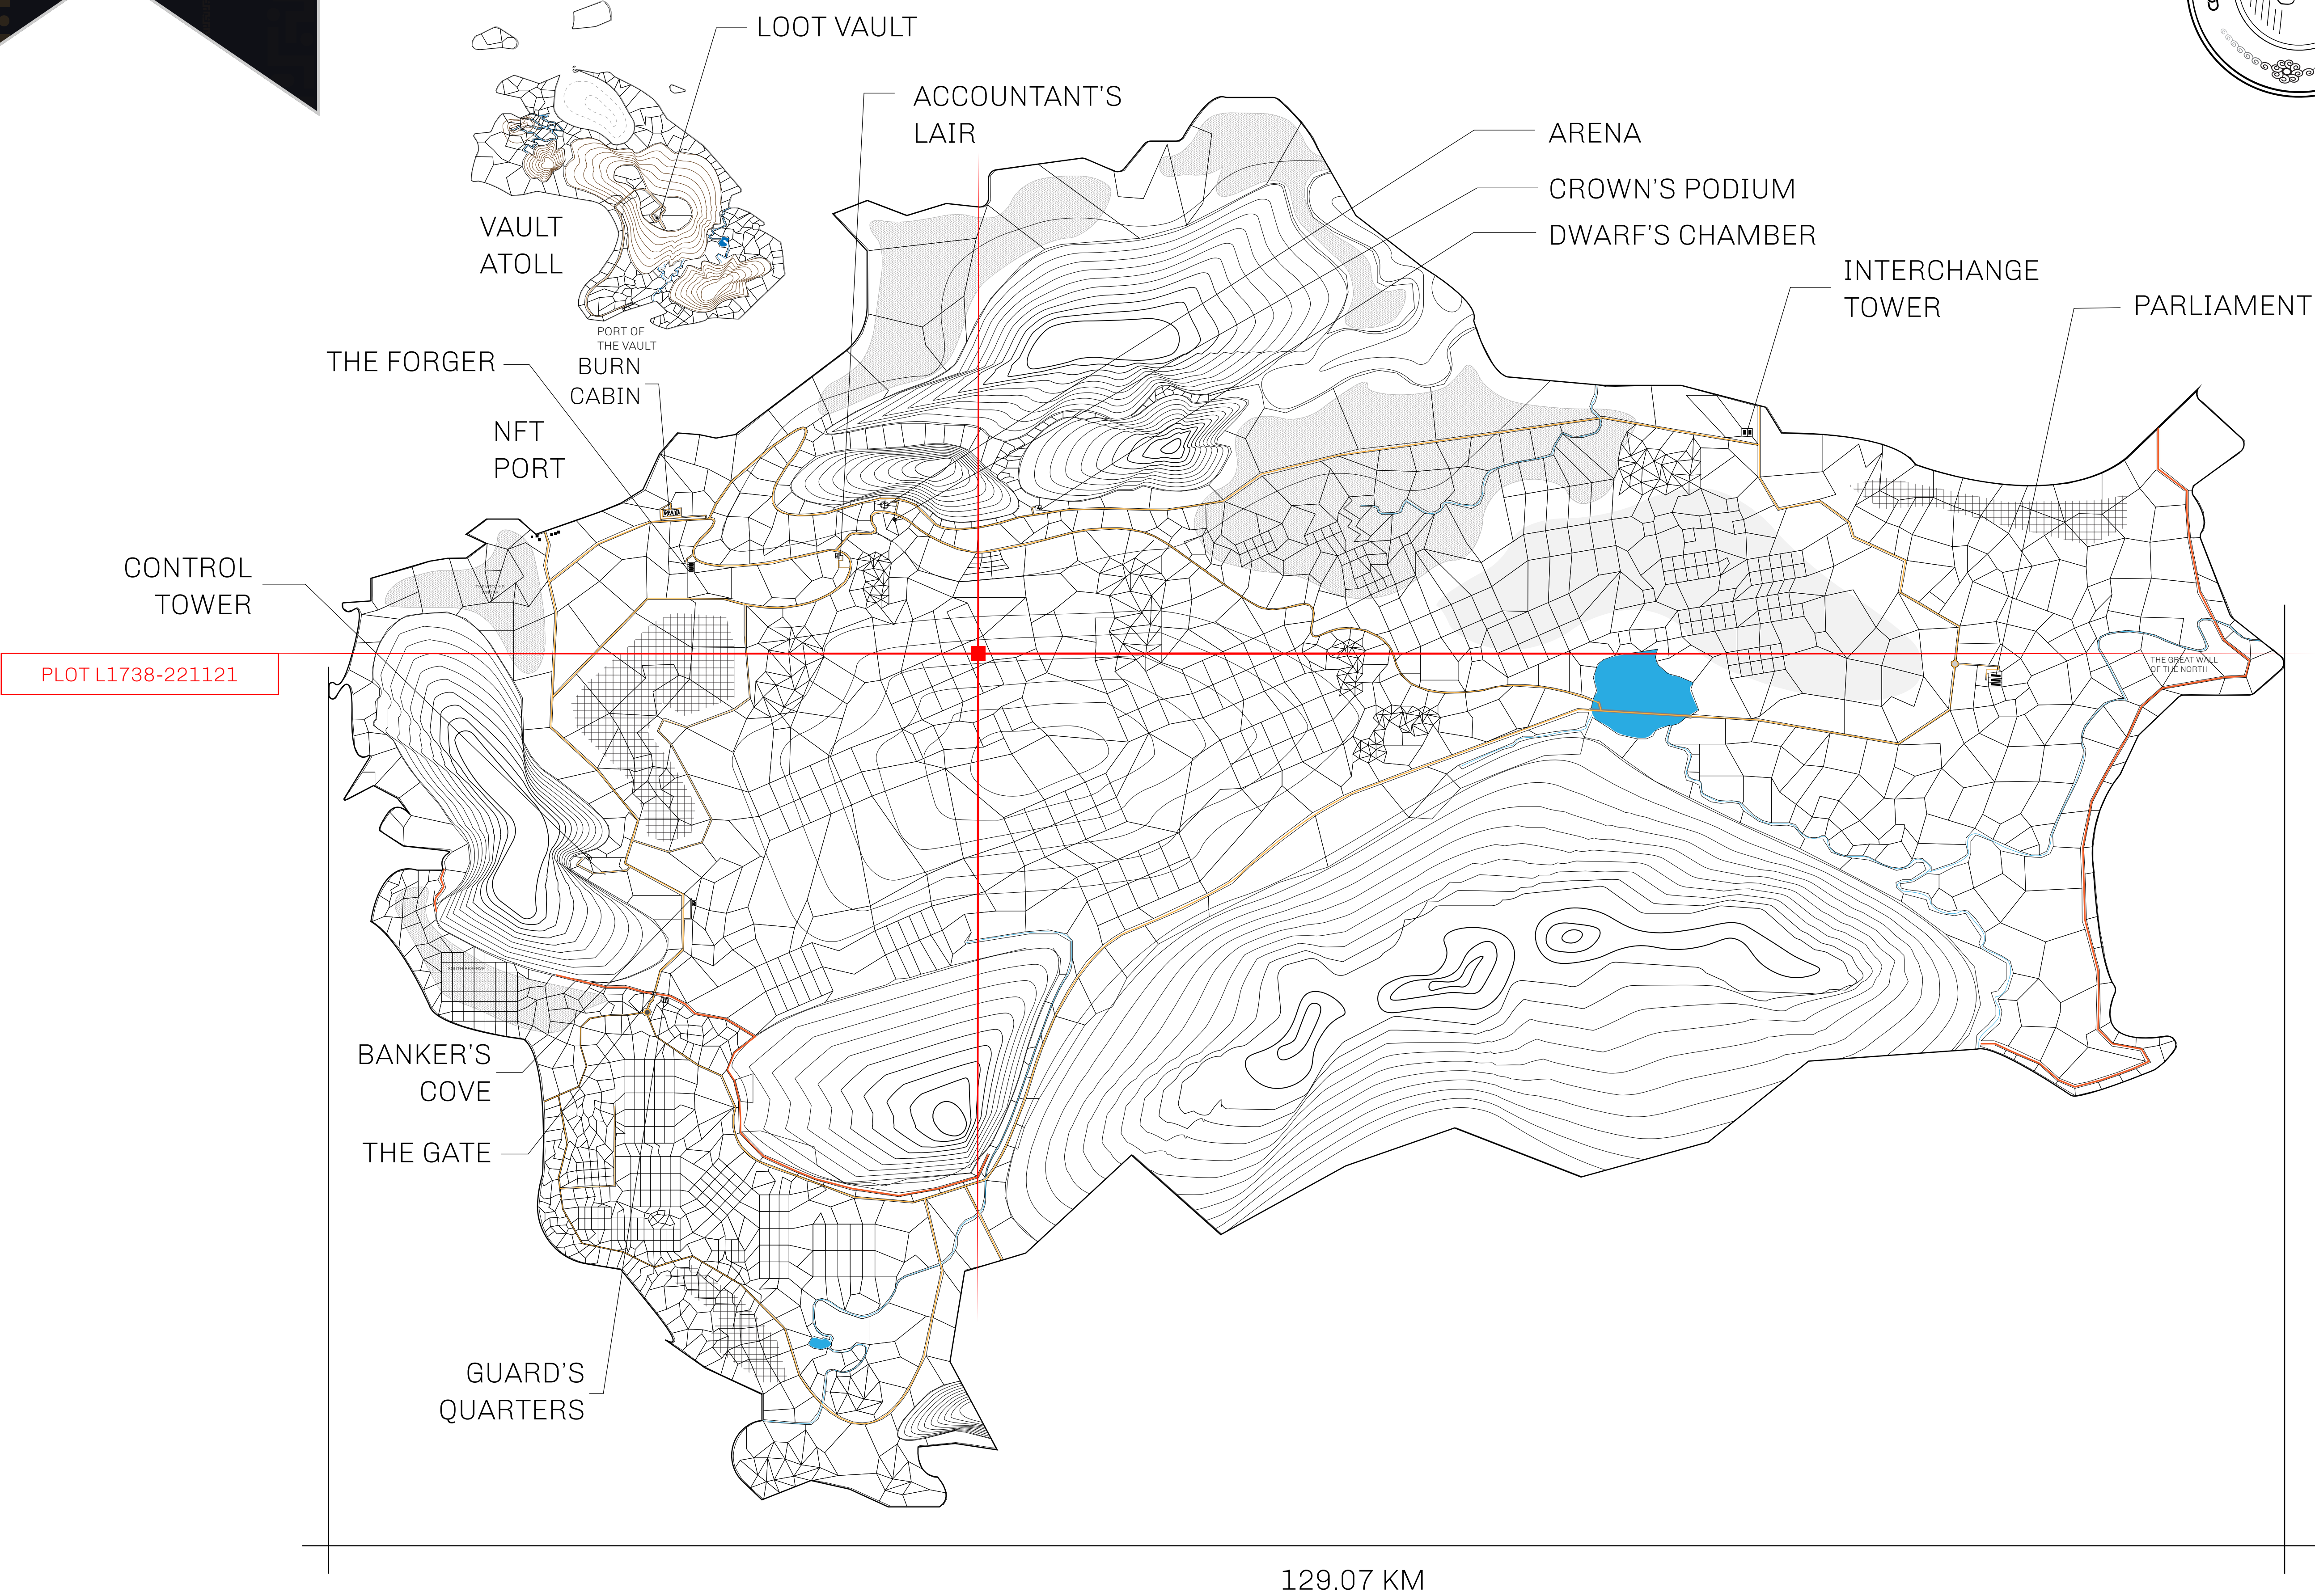 LOOT VAULT
ACCOUNTANT'S
LAIR
ARENA
CROWN'S PODIUM
DWARF'S CHAMBER
INTERCHANGE
TOWER
PARLIAMENT
VAULT
ATOLL
PORT OF
THE VAULT
THE FORGER
BURN
CABIN
NFT
PORT
CONTROL
TOWER
PLOT L1738-221121
THE GREAT WALL
OF THE NORTH
SOUTH RESERVE
BANKER'S
COVE
THE GATE
GUARD'S
QUARTERS
129.07 KM